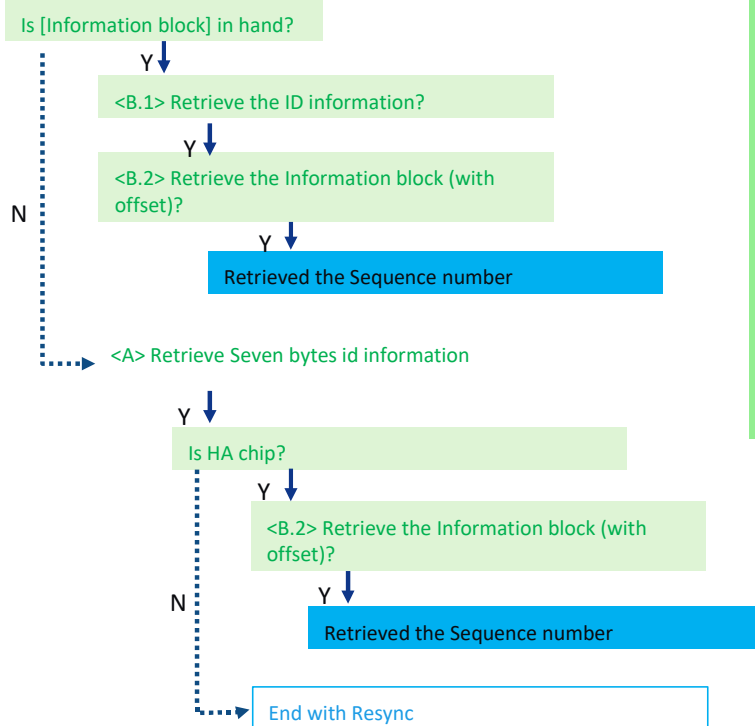 Is [Information block] in hand?
Y
<B.1> Retrieve the ID information?
Y
<B.2> Retrieve the Information block (with
offset)?
N
Y
Retrieved the Sequence number
<A> Retrieve Seven bytes id information
Y
Is HA chip?
Y
<B.2> Retrieve the Information block (with
offset)?
Y
N
Retrieved the Sequence number
End with Resync